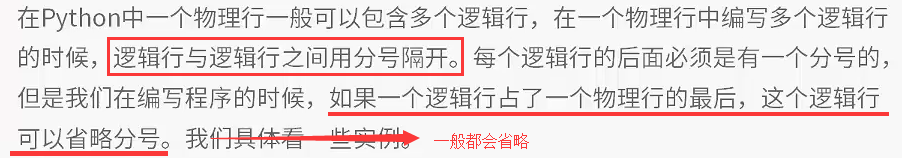 在Python中一个物理行一般可以包含多个逻辑行，在一个物理行中编写多个逻辑行
的时候，逻辑行与逻辑行之间用分号隔开。每个逻辑行的后面必须是有一个分号的，
但是我们在编写程序的时候，如果一个逻辑行占了一个物理行的最后，这个逻辑行
可以省略分号。我们具体看一些实例。 一般都会省略